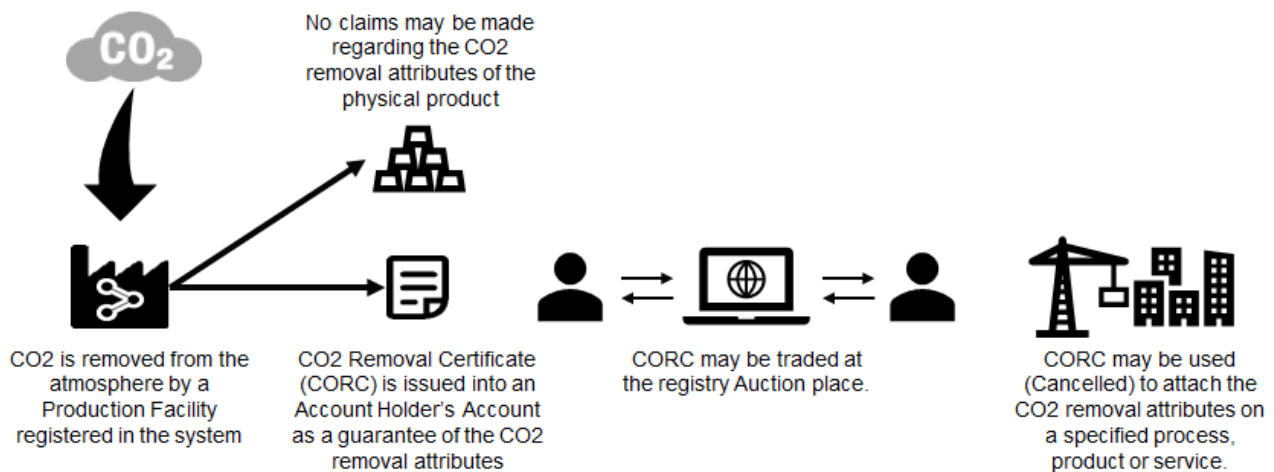 CO2
No claims may be made
regarding the CO2
removal attributes of the
physical product
CO2 is removed from the
atmosphere by a
Production Facility
registered in the system
CO2 Removal Certificate
(CORC) is issued into an
Account Holder’s Account
as a guarantee of the CO2
removal attributes
CORC may be traded at
the registry Auction place.
CORC may be used
(Cancelled) to attach the
CO2 removal attributes on
a specified process,
product or service.